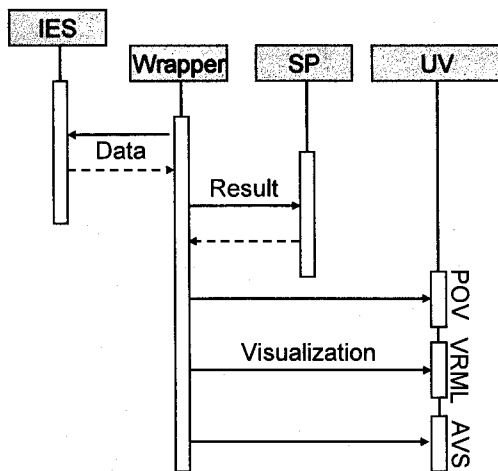 IES
Wrapper
SP
UV
Data
Result
POV
Visualization
VRML
AVS